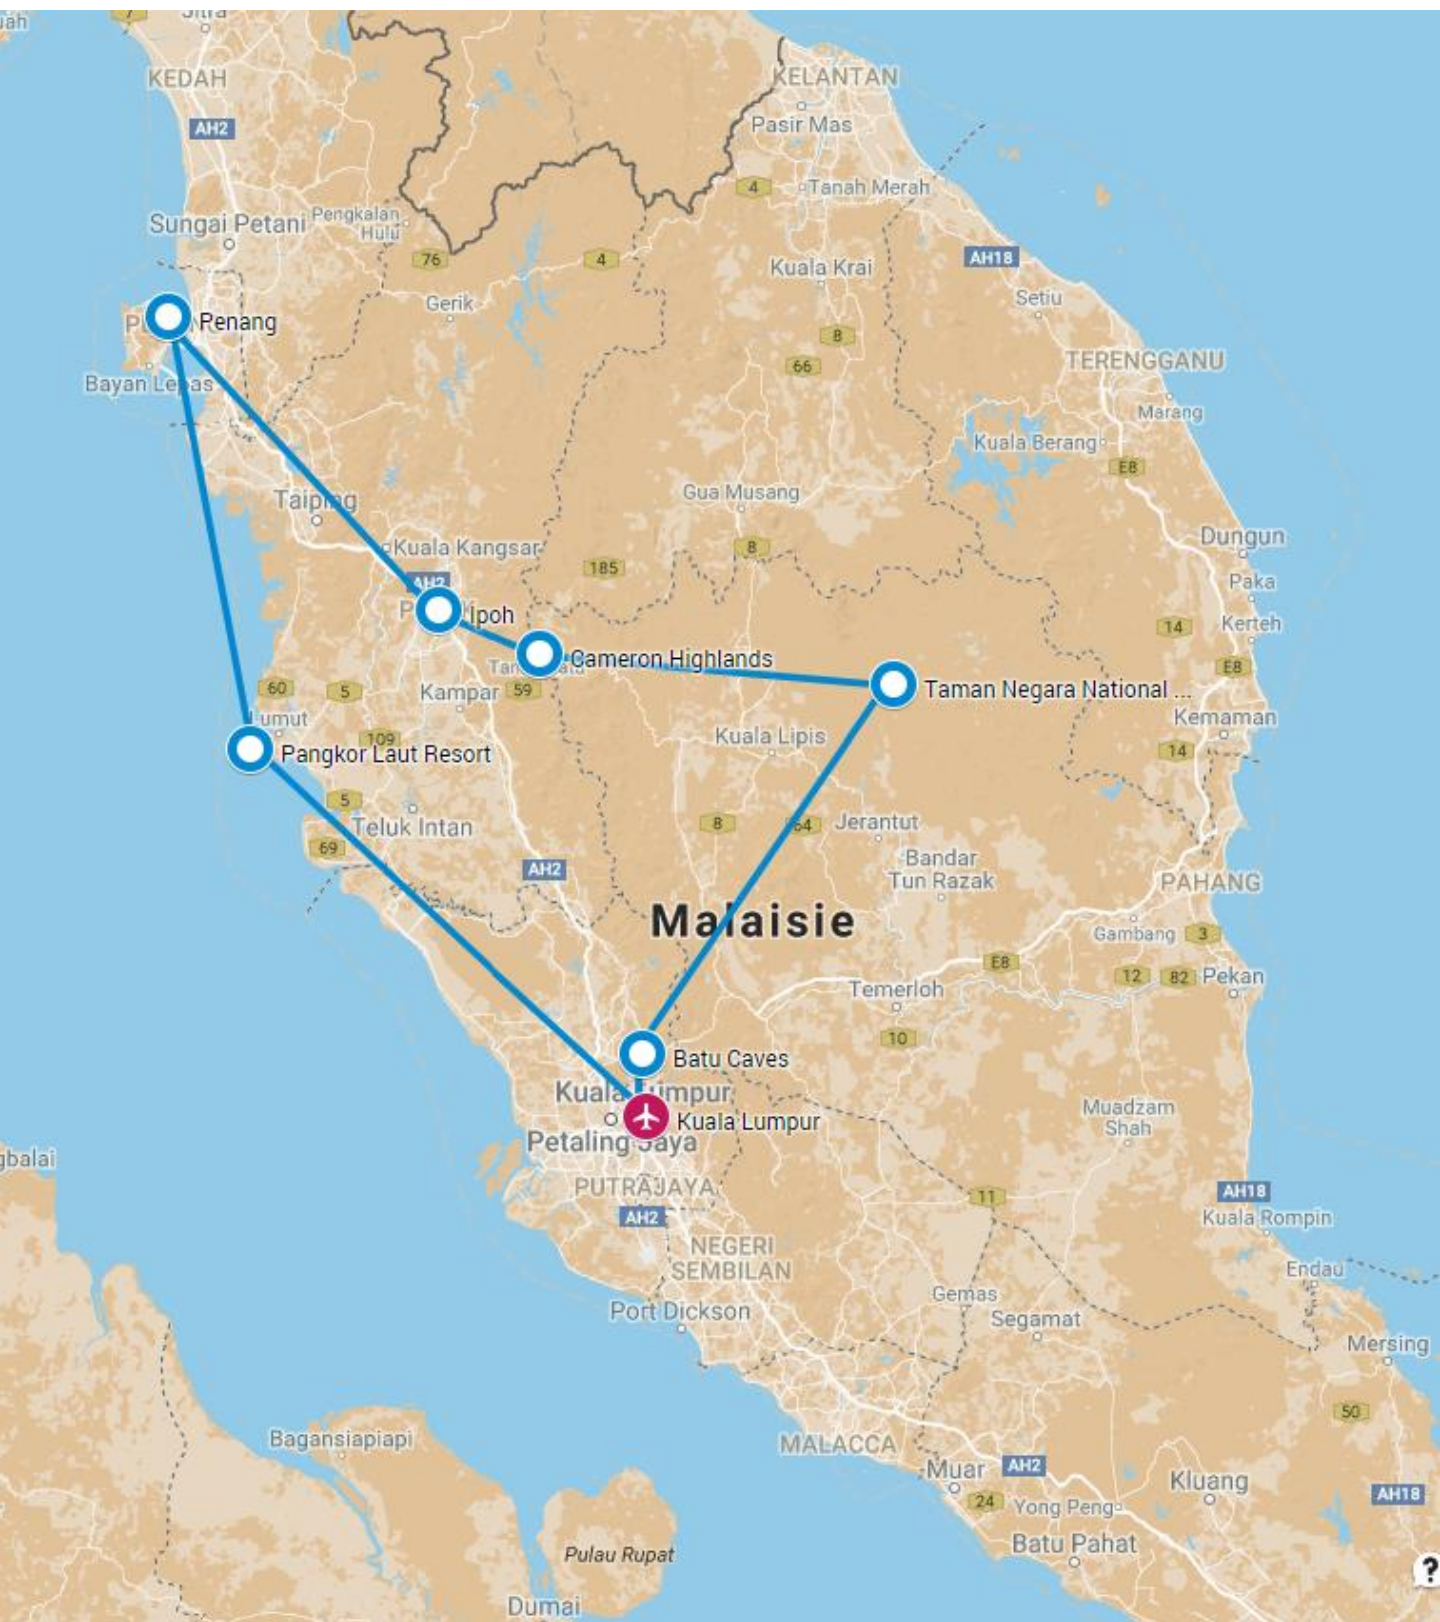 Jitra
KEDAH
KELANTAN
AH2
Pasir Mas
4
Tanah Merah
Sungai Petani
Pengkalan
Hulu
76
4
AH18
Kuala Krai
Gerik
Setiu
Penang
8
66
TERENGGANU
Bayan Lepas
Marang
Kuala Berang
E8
Taiping
Gua Musang
Dungun
Kuala Kangsar
8
185
AH2
Paka
Ipoh
14
Kerteh
Cameron Highlands
E8
60
5
Kampar
59
Taman Negara National ...
Lumut
Kemaman
109
Pangkor Laut Resort
Kuala Lipis
14
5
Teluk Intan
8
64
Jerantut
69
AH2
Bandar
Tun Razak
PAHANG
Malaisie
Gambang
3
E8
12
82
Pekan
Temerloh
10
Batu Caves
Kuala Lumpur
Kuala Lumpur
Muadzam
Shah
Petaling Jaya
PUTRAJAYA
11
AH18
AH2
Kuala Rompin
NEGERI
SEMBILAN
Endau
Gemas
Port Dickson
Segamat
Mersing
50
Bagansiapiapi
MALACCA
Muar
AH2
Kluang
24
Yong Peng
AH18
Batu Pahat
Pulau Rupat
?
Dumai